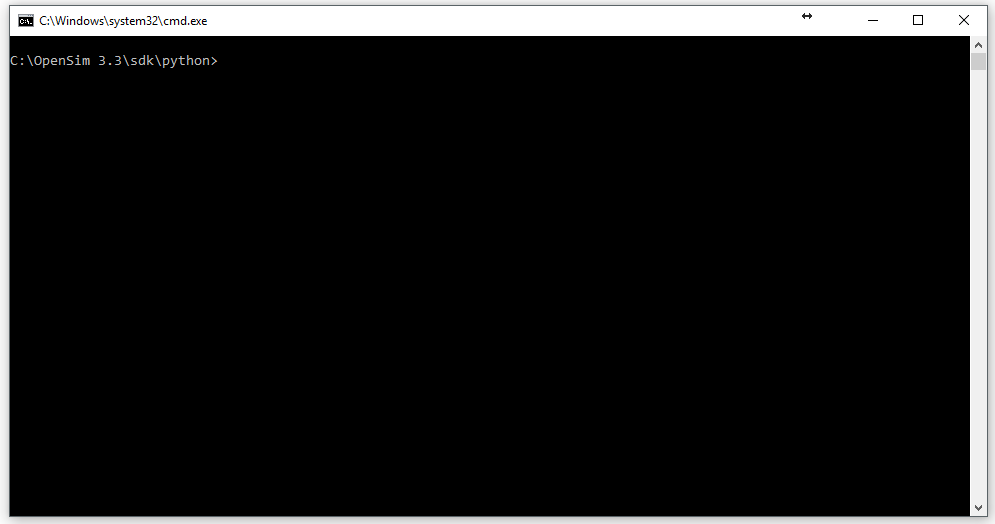 C:\Windows\system32\cmd.exe
C:\OpenSim 3.3\sdk\python>